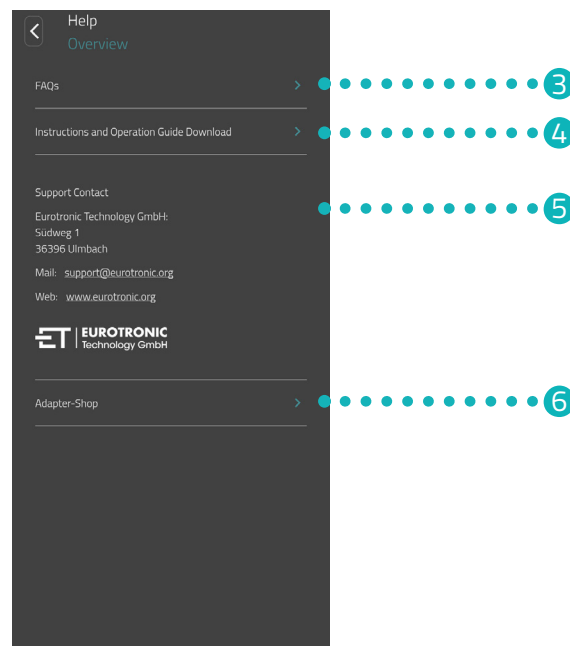 Help
Overview
FAQs
3
Instructions and Operation Guide Download
4
Support Contact
5
Eurotronic Technology GmbH:
Südweg 1
36396 Ulmbach
Mail: support@eurotronic.org
Web: www.eurotronic.org
ET EUROTRONIC
Technology GmbH
Adapter-Shop
6